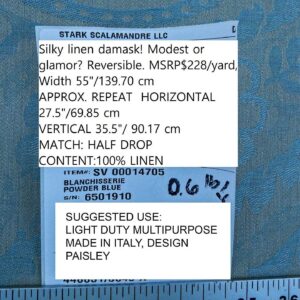 STARK SCALAMANDRE LLC
Silky linen damask! Modest or
glamor? Reversible. MSRP$228/yard,
Width 55"/139.70 cm
APPROX. REPEAT HORIZONTAL
27.5"/69.85 cm
VERTICAL 35.5"/ 90.17 cm
MATCH: HALF DROP
CONTENT:100% LINEN
ITEM#: SV 00014705
BLANCHISSERIE
POWDER BLUE
S/N: 6501910
0.6 lb
SUGGESTED USE:
LIGHT DUTY MULTIPURPOSE
MADE IN ITALY, DESIGN
PAISLEY